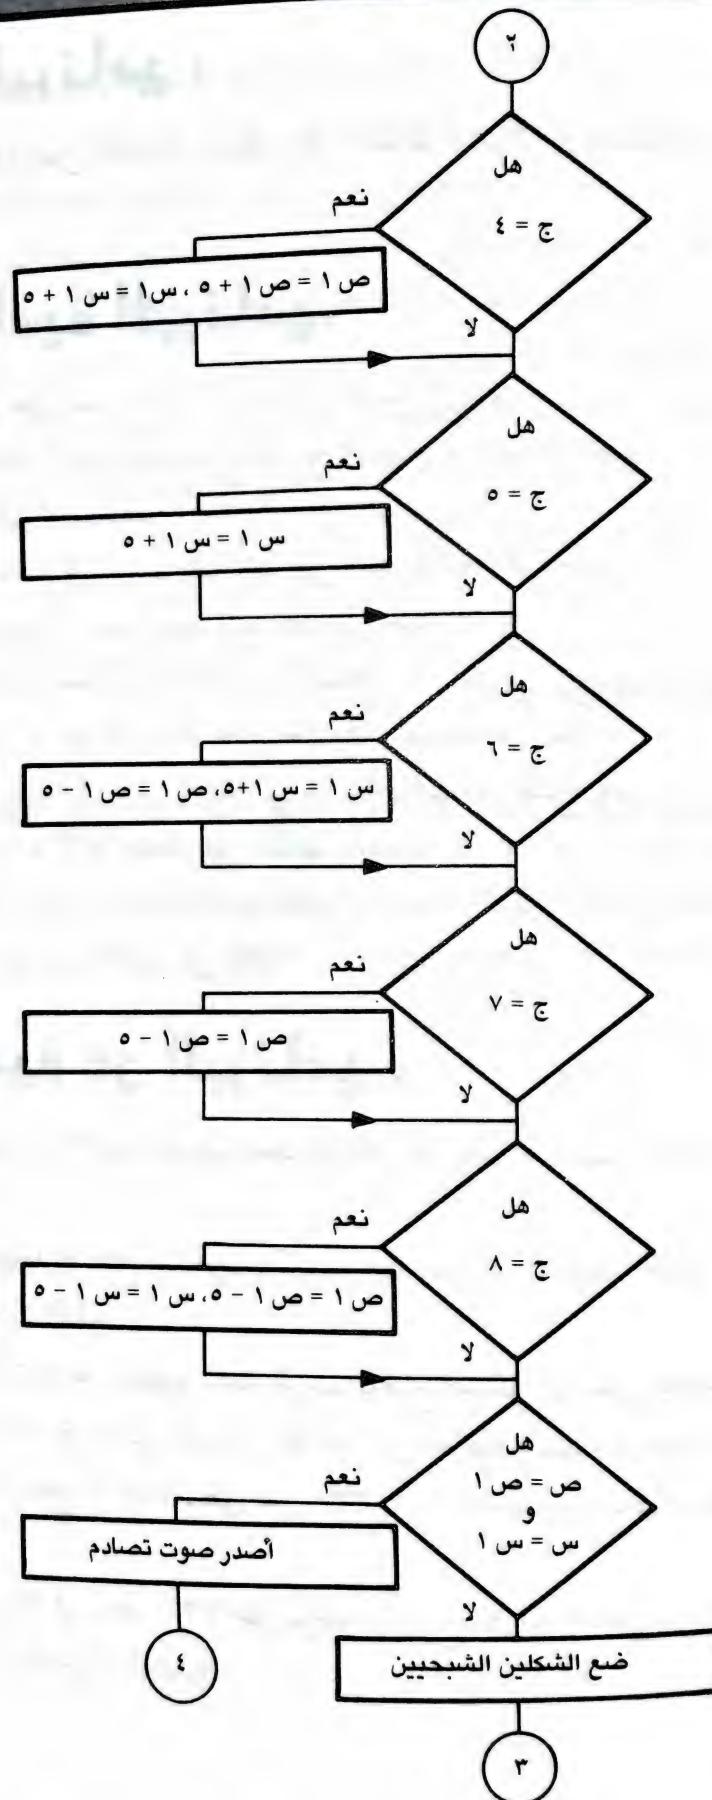 ٢
هل
ج = ٤
نعم
ص ١ = ص ١ + ٥ ، س١ = س ١ + ٥
لا
هل
ج = ٥
نعم
س ١ = س ١ + ٥
لا
هل
ج = ٦
نعم
س ١ = س ١+٥، ص ١ = ص ١ - ٥
لا
هل
ج = ٧
نعم
ص ١ = ص ١ - ٥
لا
هل
ج = ٨
نعم
ص ١ = ص ١ - ٥، س ١ = س ١ - ٥
لا
هل
ص = ص ١
و
س = س ١
نعم
أصدر صوت تصادم
لا
٤
ضع الشكلين الشبحيين
٣